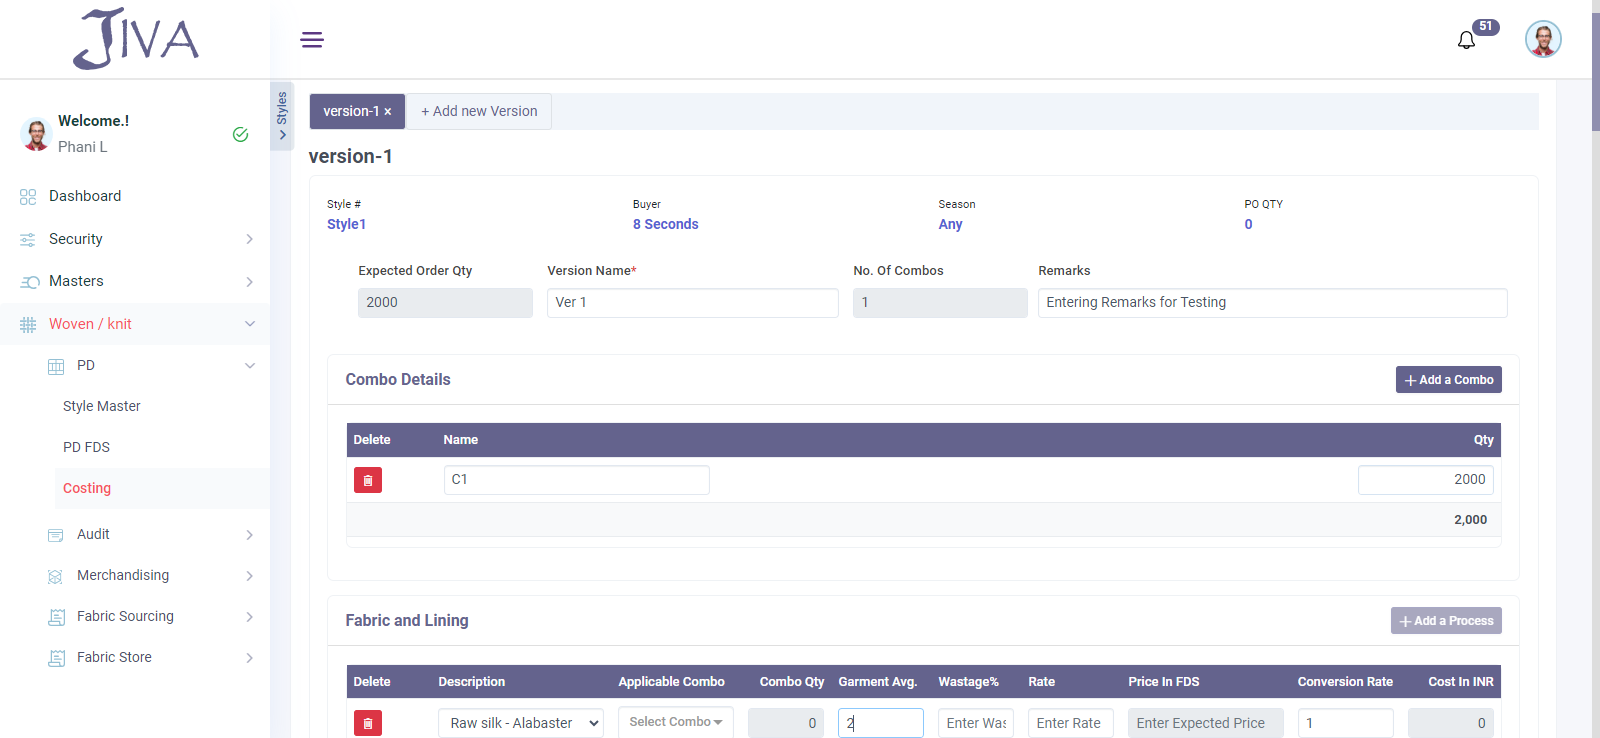 JIVA
51
Welcome.!
Phani L
Dashboard
Security
Masters
Woven / knit
PD
Style Master
PD FDS
Costing
Audit
Merchandising
Fabric Sourcing
Fabric Store
Styles
version-1 × + Add new Version
version-1
Style # Buyer Season PO QTY
Style1 8 Seconds Any 0
Expected Order Qty Version Name* No. Of Combos Remarks
2000 Ver 1 1 Entering Remarks for Testing
Combo Details + Add a Combo
Delete Name Qty
C1 2000
2,000
Fabric and Lining + Add a Process
Delete Description Applicable Combo Combo Qty Garment Avg. Wastage% Rate Price In FDS Conversion Rate Cost In INR
Raw silk - Alabaster Select Combo 0 2 Enter Was Enter Rate Enter Expected Price 1 0